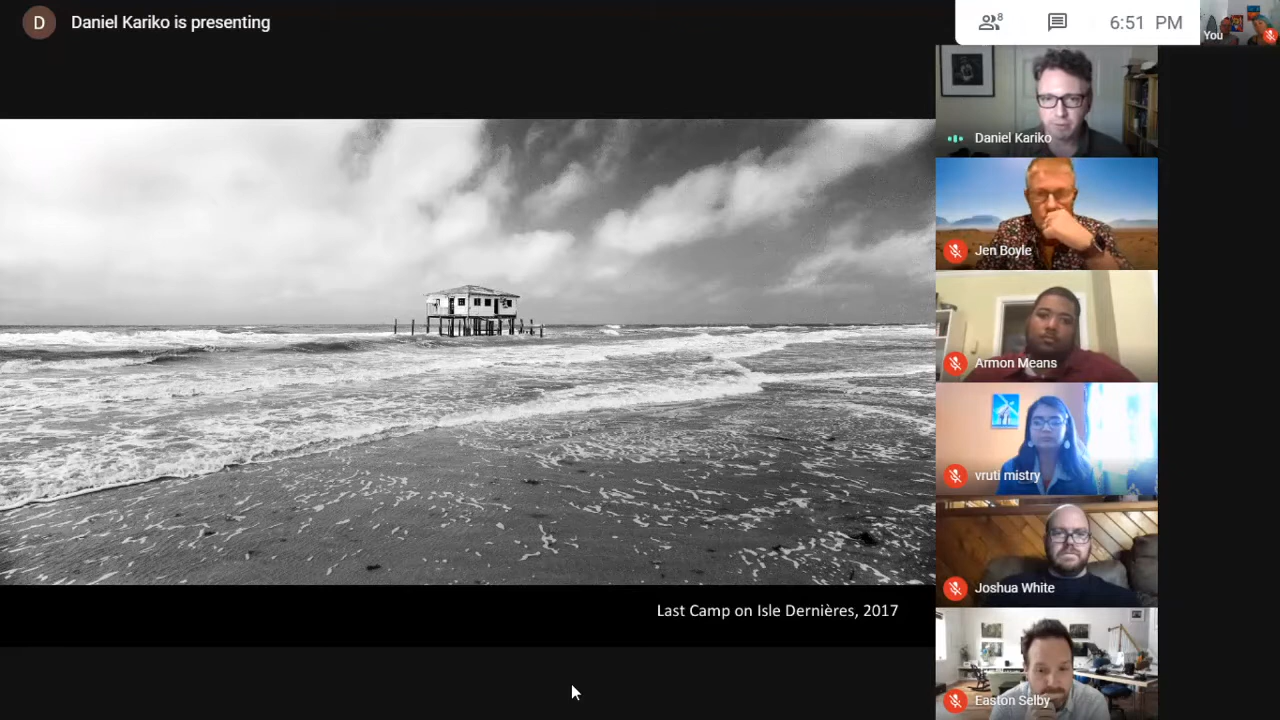 D
Daniel Kariko is presenting
8
6:51 PM
You
Daniel Kariko
Jen Boyle
Armon Means
vruti mistry
Joshua White
Last Camp on Isle Dernières, 2017
Easton Selby